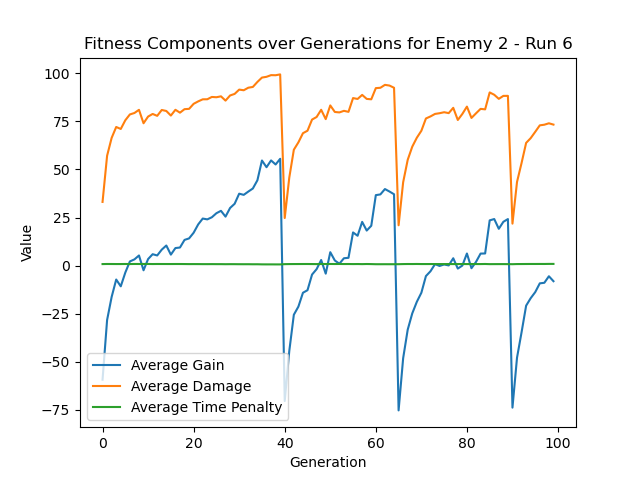 Fitness Components over Generations for Enemy 2 - Run 6
100
75
50
25
0
−25
−50
−75
Value
Average Gain
Average Damage
Average Time Penalty
0 20 40 60 80 100
Generation